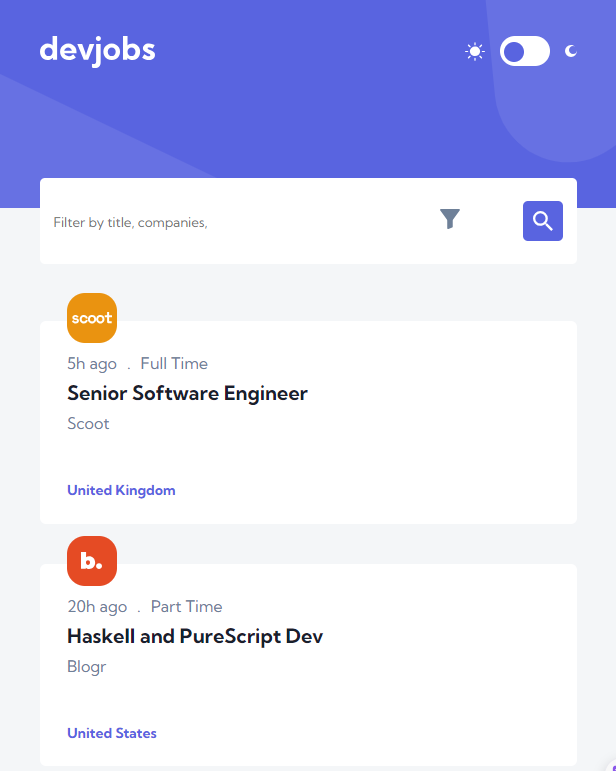 devjobs
Filter by title, companies,
scoot
5h ago . Full Time
Senior Software Engineer
Scoot
United Kingdom
b.
20h ago . Part Time
Haskell and PureScript Dev
Blogr
United States